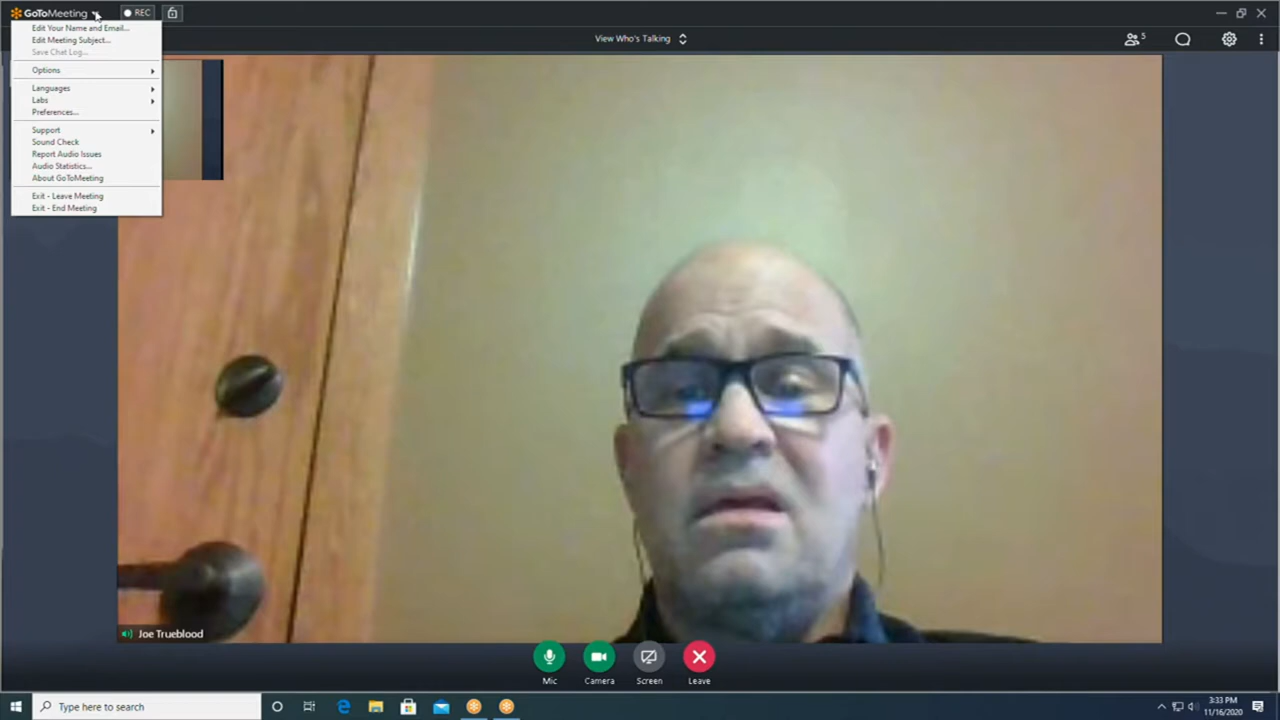 GoToMeeting
REC
Edit Your Name and Email...
Edit Meeting Subject...
Save Chat Log...
Options
Languages
Labs
Preferences...
Support
Sound Check
Report Audio Issues
Audio Statistics...
About GoToMeeting
Exit - Leave Meeting
Exit - End Meeting
View Who's Talking
5
Joe Trueblood
Mic
Camera
Screen
Leave
Type here to search
3:33 PM
11/16/2020